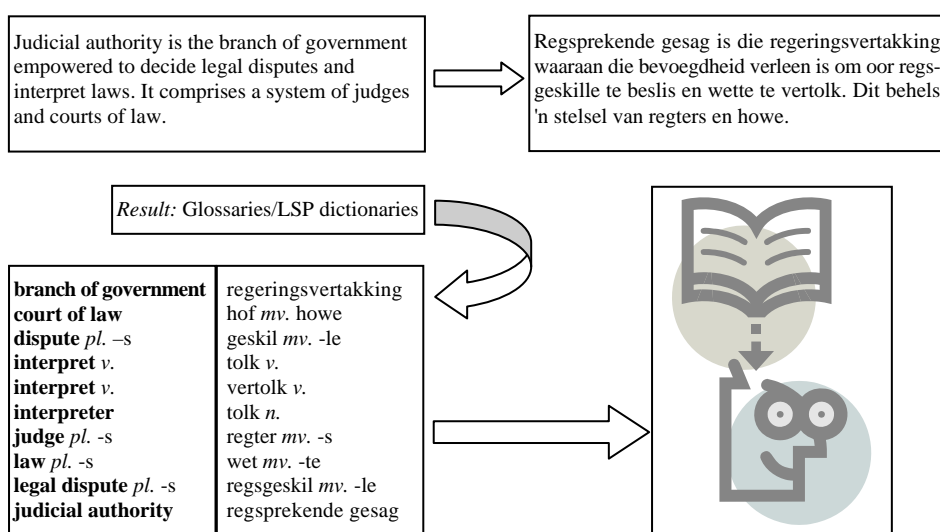 Judicial authority is the branch of government
empowered to decide legal disputes and
interpret laws. It comprises a system of judges
and courts of law.
Regsprekende gesag is die regeringsvertakking
waaraan die bevoegdheid verleen is om oor regs-
geskille te beslis en wette te vertolk. Dit behels
'n stelsel van regters en howe.
Result: Glossaries/LSP dictionaries
branch of government regeringsvertakking
court of law hof mv. howe
dispute pl. –s geskil mv. -le
interpret v. tolk v.
interpret v. vertolk v.
interpreter tolk n.
judge pl. -s regter mv. -s
law pl. -s wet mv. -te
legal dispute pl. -s regsgeskil mv. -le
judicial authority regsprekende gesag